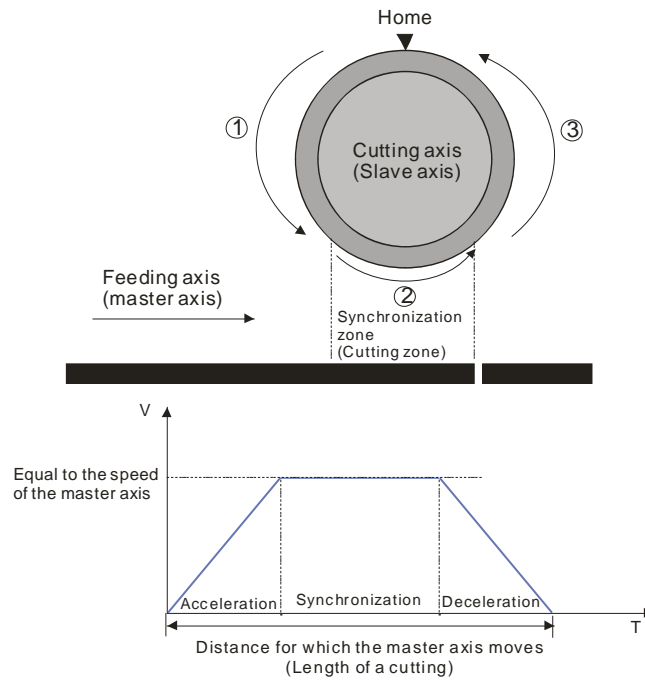 Home
①
③
Cutting axis
(Slave axis)
Feeding axis
(master axis)
②
Synchronization
zone
(Cutting zone)
V
Equal to the speed
of the master axis
Acceleration
Synchronization
Deceleration
T
Distance for which the master axis moves
(Length of a cutting)